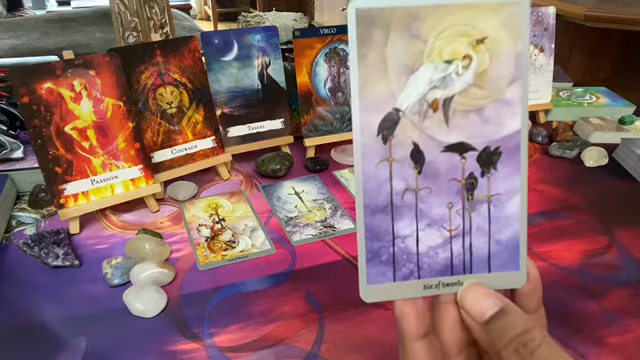 PASSION
COURAGE
TRAVEL
VIRGO
Six of Swords